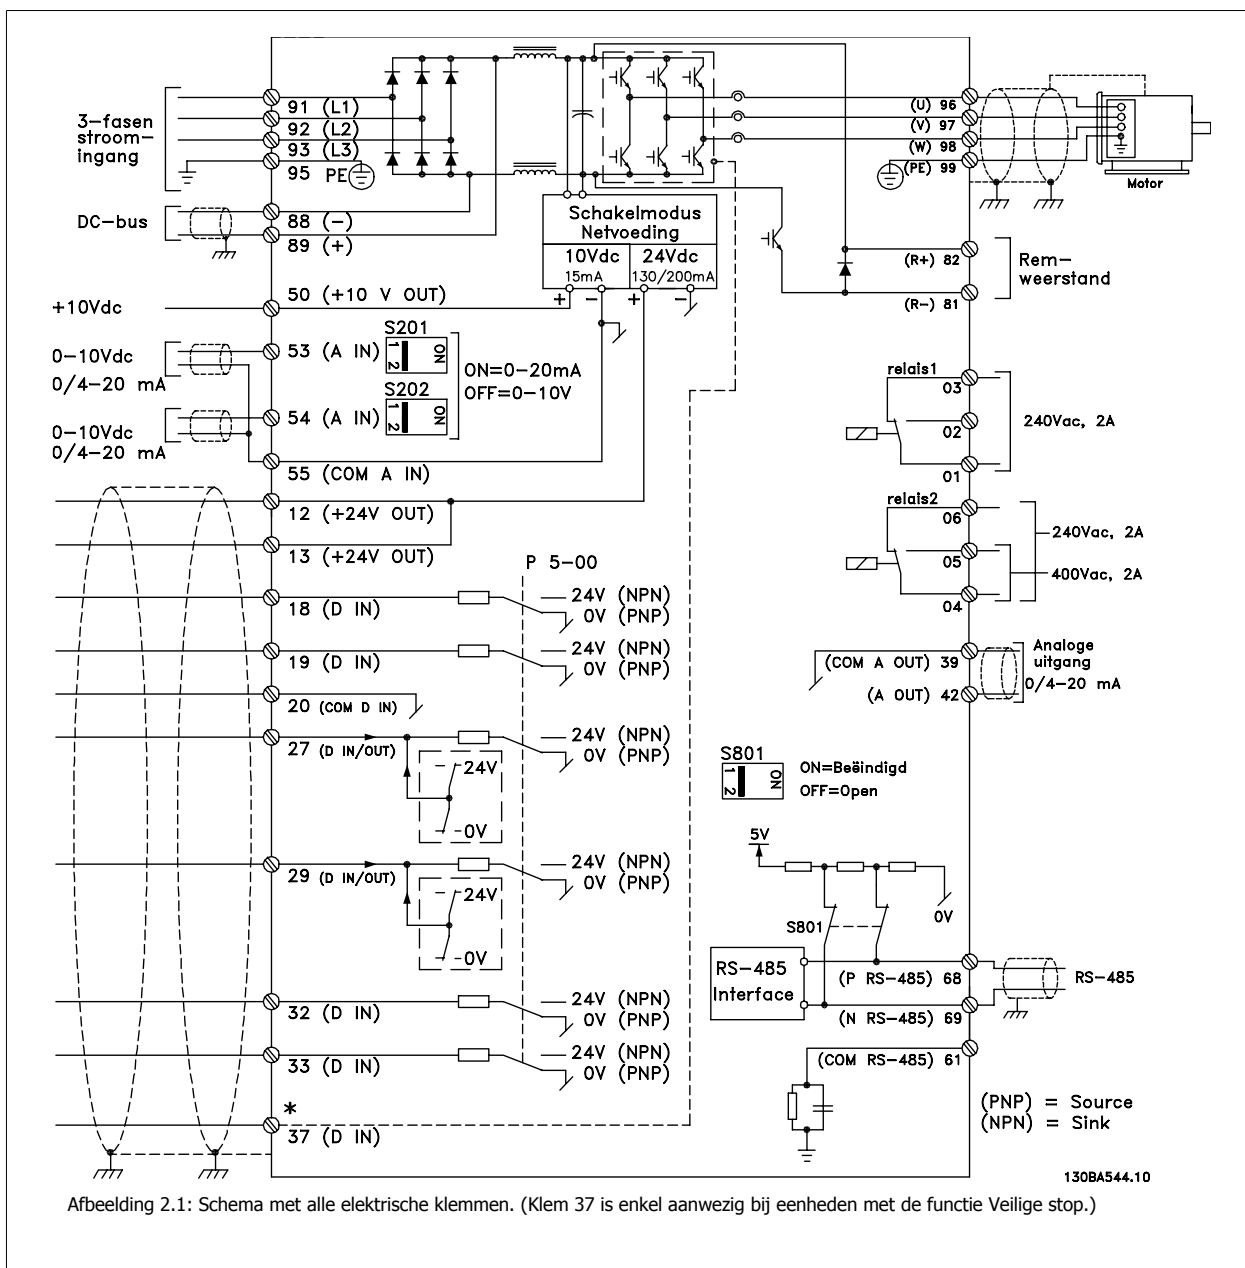 3-fasen
stroom-
ingang
91 (L1)
92 (L2)
93 (L3)
95 PE
DC-bus
88 (-)
89 (+)
Schakelmodus
Netvoeding
10Vdc
15mA
24Vdc
130/200mA
+ - + -
(U) 96
(V) 97
(W) 98
(PE) 99
Motor
(R+) 82
(R-) 81
Rem-
weerstand
+10Vdc
50 (+10 V OUT)
0-10Vdc
0/4-20 mA
53 (A IN)
S201
1 2
ON
ON=0-20mA
OFF=0-10V
0-10Vdc
0/4-20 mA
54 (A IN)
S202
1 2
ON
55 (COM A IN)
12 (+24V OUT)
13 (+24V OUT)
relais1
03
02
01
240Vac, 2A
relais2
06
05
04
240Vac, 2A
400Vac, 2A
P 5-00
18 (D IN)
24V (NPN)
0V (PNP)
19 (D IN)
24V (NPN)
0V (PNP)
20 (COM D IN)
27 (D IN/OUT)
24V (NPN)
0V (PNP)
24V
0V
29 (D IN/OUT)
24V (NPN)
0V (PNP)
24V
0V
32 (D IN)
24V (NPN)
0V (PNP)
33 (D IN)
24V (NPN)
0V (PNP)
*
37 (D IN)
(COM A OUT) 39
(A OUT) 42
Analoge
uitgang
0/4-20 mA
S801
1 2
ON
ON=Beëindigd
OFF=Open
5V
0V
S801
RS-485
Interface
(P RS-485) 68
(N RS-485) 69
RS-485
(COM RS-485) 61
(PNP) = Source
(NPN) = Sink
130BA544.10
Afbeelding 2.1: Schema met alle elektrische klemmen. (Klem 37 is enkel aanwezig bij eenheden met de functie Veilige stop.)